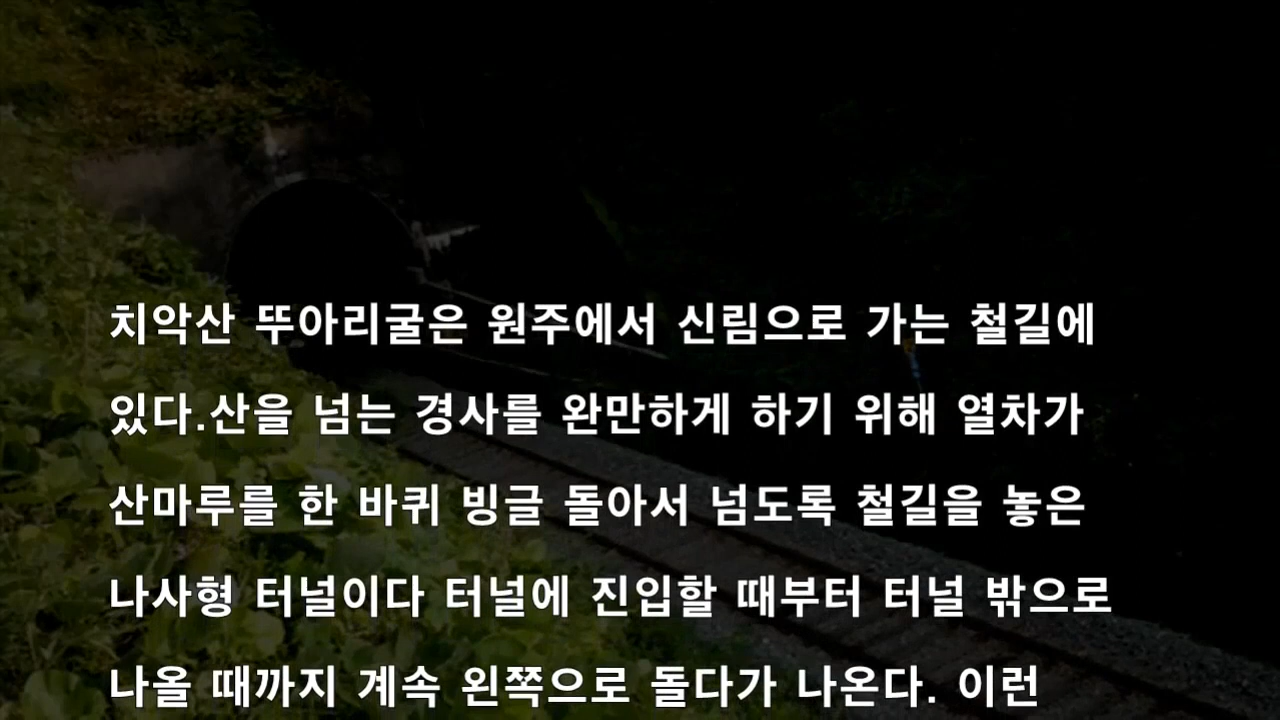 치악산 뚜아리굴은 원주에서 신림으로 가는 철길에
있다.산을 넘는 경사를 완만하게 하기 위해 열차가
산마루를 한 바퀴 빙글 돌아서 넘도록 철길을 놓은
나사형 터널이다 터널에 진입할 때부터 터널 밖으로
나올 때까지 계속 왼쪽으로 돌다가 나온다. 이런